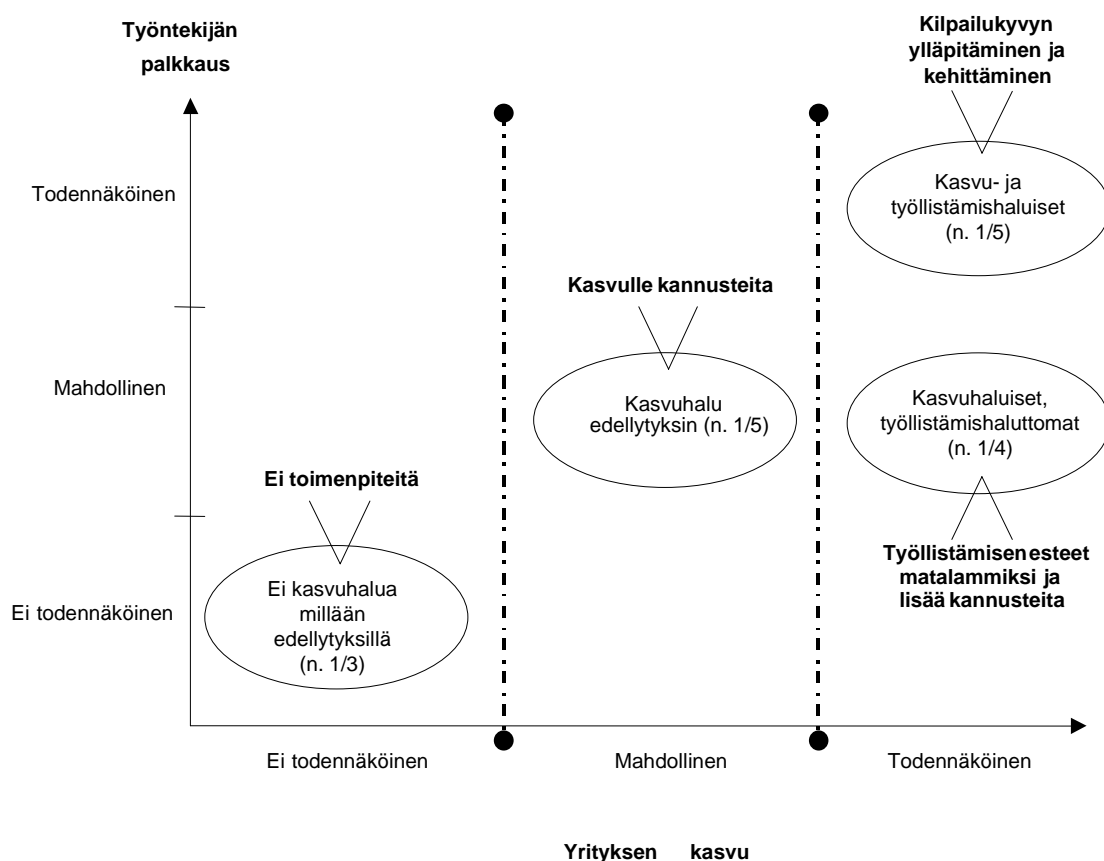 Työntekijän
palkkaus
Kilpailukyvyn
ylläpitäminen ja
kehittäminen
Todennäköinen
Kasvu- ja
työllistämishaluiset
(n. 1/5)
Kasvulle kannusteita
Mahdollinen
Kasvuhalu
edellytyksin (n. 1/5)
Kasvuhaluiset,
työllistämishaluttomat
(n. 1/4)
Ei toimenpiteitä
Työllistämisen esteet
matalammiksi ja
lisää kannusteita
Ei todennäköinen
Ei kasvuhalua
millään
edellytyksillä
(n. 1/3)
Ei todennäköinen
Mahdollinen
Todennäköinen
Yrityksen kasvu